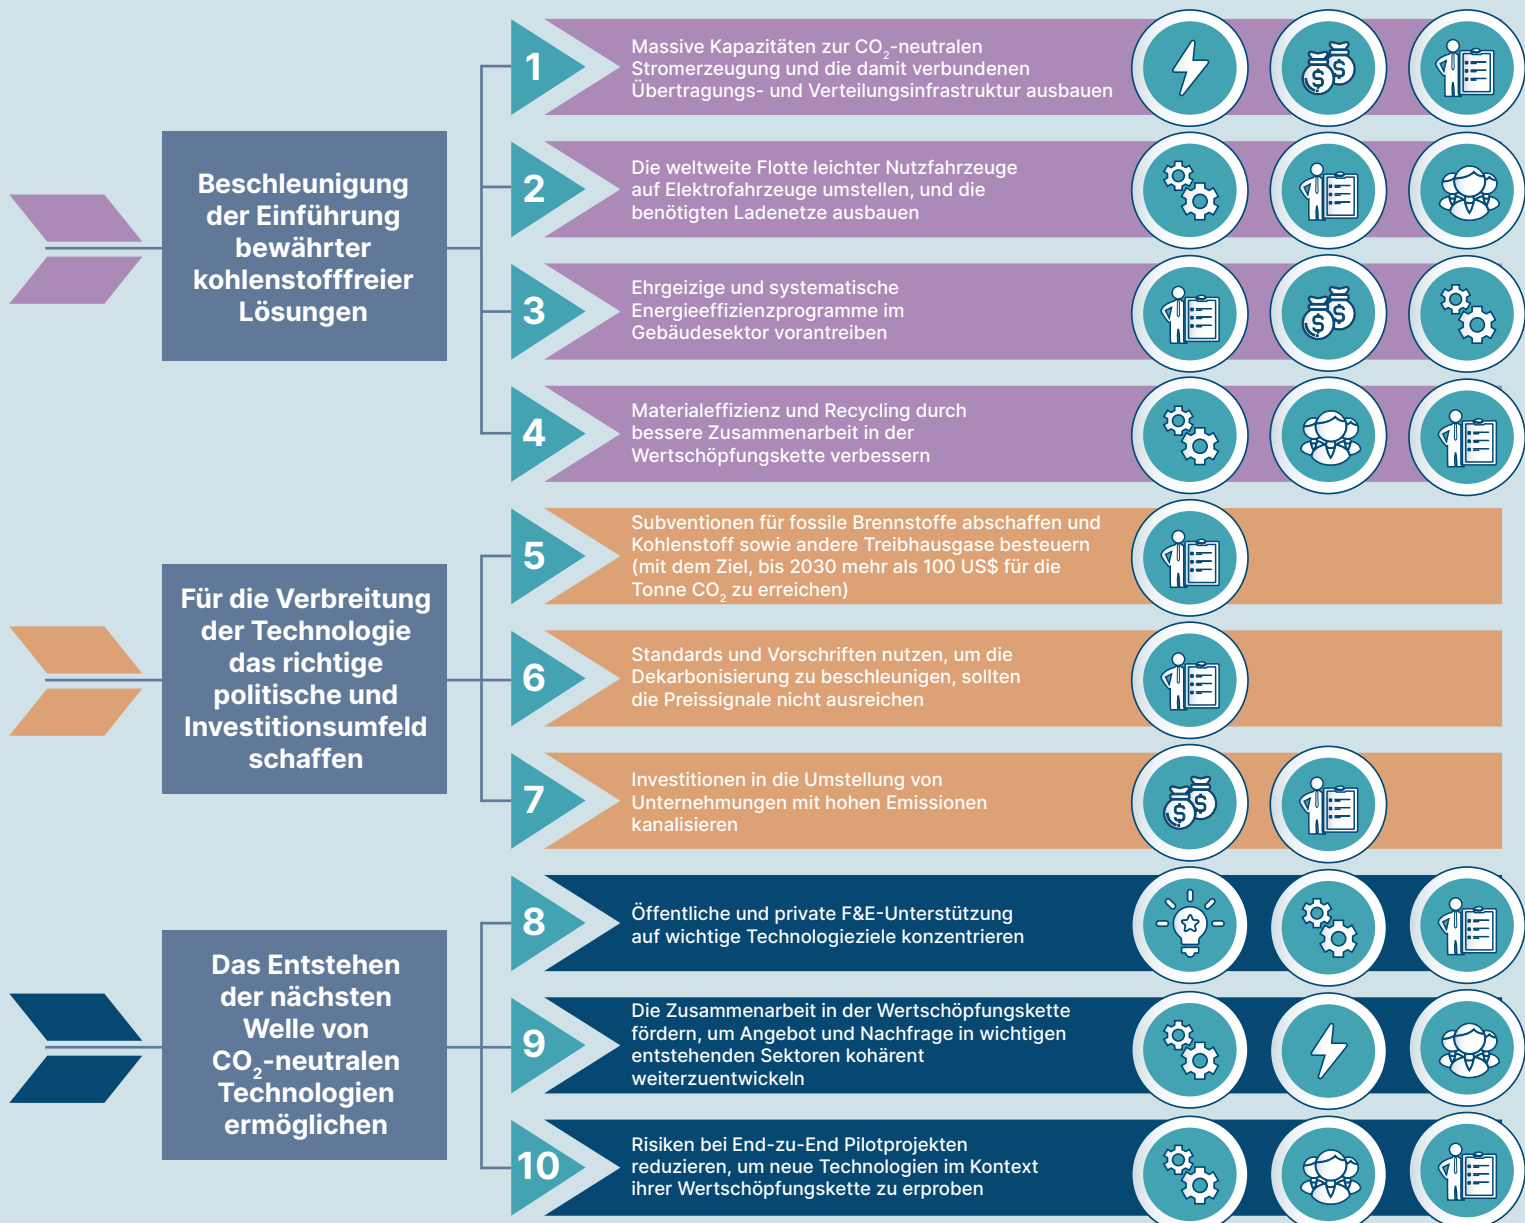 Beschleunigung
der Einführung
bewährter
kohlenstofffreier
Lösungen
1
Massive Kapazitäten zur CO₂-neutralen
Stromerzeugung und die damit verbundenen
Übertragungs- und Verteilungsinfrastruktur ausbauen
2
Die weltweite Flotte leichter Nutzfahrzeuge
auf Elektrofahrzeuge umstellen, und die
benötigten Ladenetze ausbauen
3
Ehrgeizige und systematische
Energieeffizienzprogramme im
Gebäudesektor vorantreiben
4
Materialeffizienz und Recycling durch
bessere Zusammenarbeit in der
Wertschöpfungskette verbessern
Für die Verbreitung
der Technologie
das richtige
politische und
Investitionsumfeld
schaffen
5
Subventionen für fossile Brennstoffe abschaffen und
Kohlenstoff sowie andere Treibhausgase besteuern
(mit dem Ziel, bis 2030 mehr als 100 US$ für die
Tonne CO₂ zu erreichen)
6
Standards und Vorschriften nutzen, um die
Dekarbonisierung zu beschleunigen, sollten
die Preissignale nicht ausreichen
7
Investitionen in die Umstellung von
Unternehmungen mit hohen Emissionen
kanalisieren
Das Entstehen
der nächsten
Welle von
CO₂-neutralen
Technologien
ermöglichen
8
Öffentliche und private F&E-Unterstützung
auf wichtige Technologieziele konzentrieren
9
Die Zusammenarbeit in der Wertschöpfungskette
fördern, um Angebot und Nachfrage in wichtigen
entstehenden Sektoren kohärent
weiterzuentwickeln
10
Risiken bei End-zu-End Pilotprojekten
reduzieren, um neue Technologien im Kontext
ihrer Wertschöpfungskette zu erproben